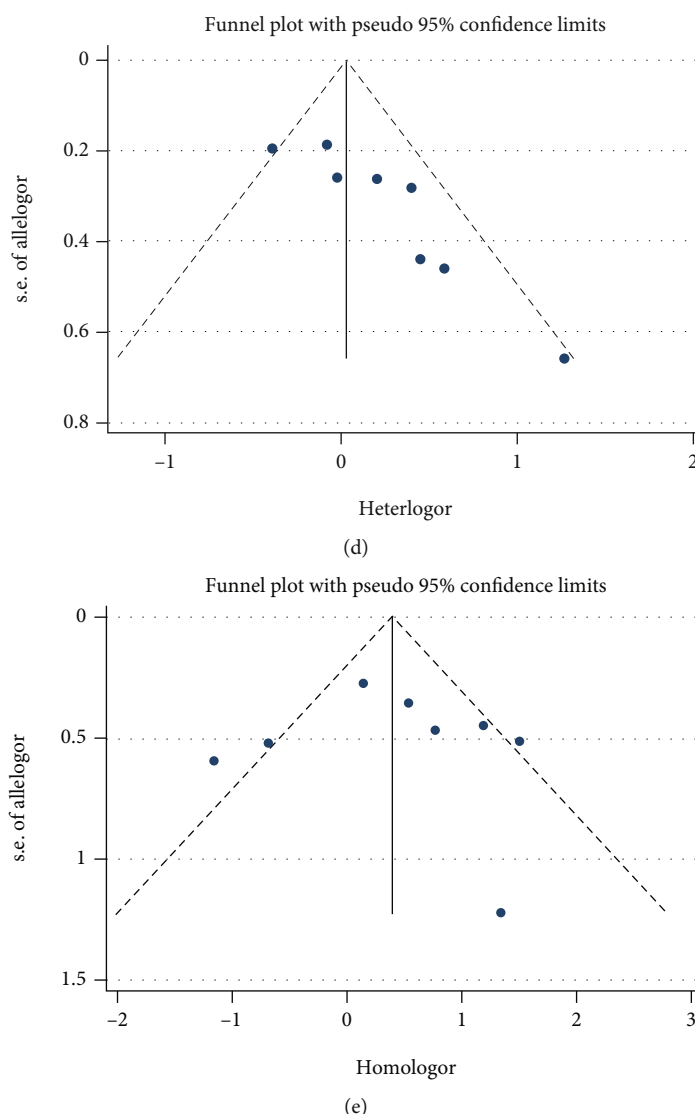 Funnel plot with pseudo 95% confidence limits
0
0.2
0.4
0.6
0.8
s.e. of allelogor
–1
0
1
2
Heterlogor
(d)
Funnel plot with pseudo 95% confidence limits
0
0.5
1
1.5
s.e. of allelogor
–2
–1
0
1
2
3
Homologor
(e)